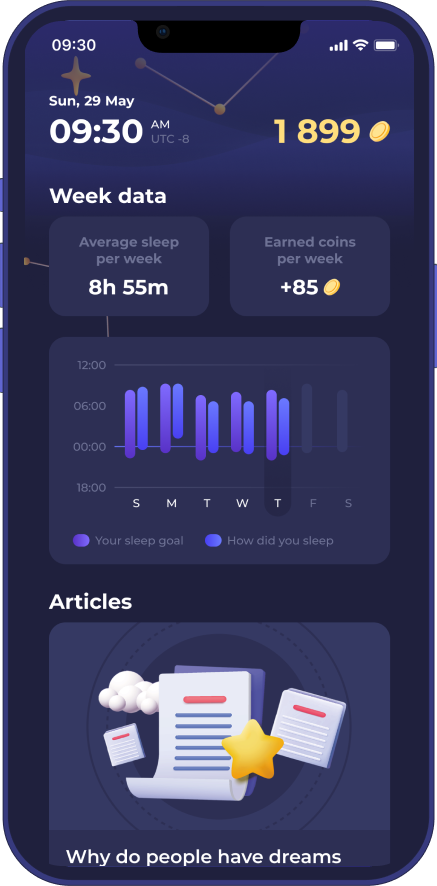 09:30
Sun, 29 May
09:30 AM
UTC -8
1 899
Week data
Average sleep
per week
8h 55m
Earned coins
per week
+85
12:00
06:00
00:00
18:00
S M T W T F S
Your sleep goal How did you sleep
Articles
Why do people have dreams